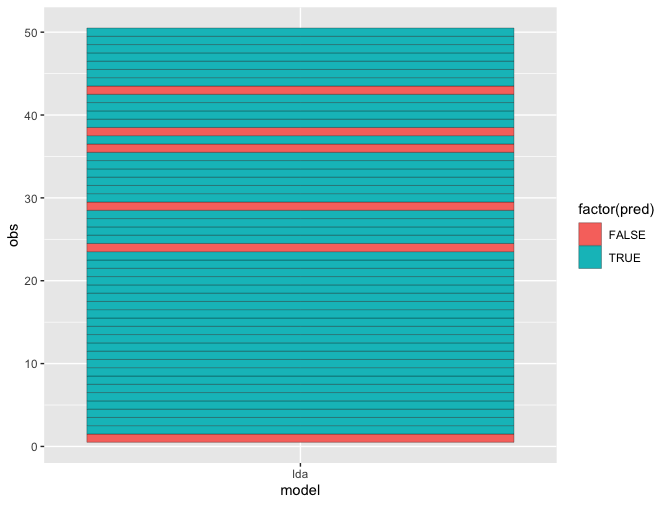 50
40
30
20
10
0
obs
lda
model
factor(pred)
FALSE
TRUE